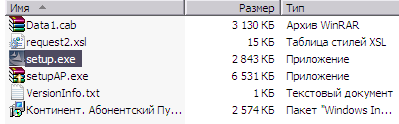 Имя Размер Тип
Data1.cab 3 130 КБ Архив WinRAR
request2.xsl 15 КБ Таблица стилей XSL
setup.exe 2 843 КБ Приложение
setupAP.exe 6 531 КБ Приложение
VersionInfo.txt 1 КБ Текстовый документ
Континент. Абонентский Пу... 2 574 КБ Пакет "Windows In...